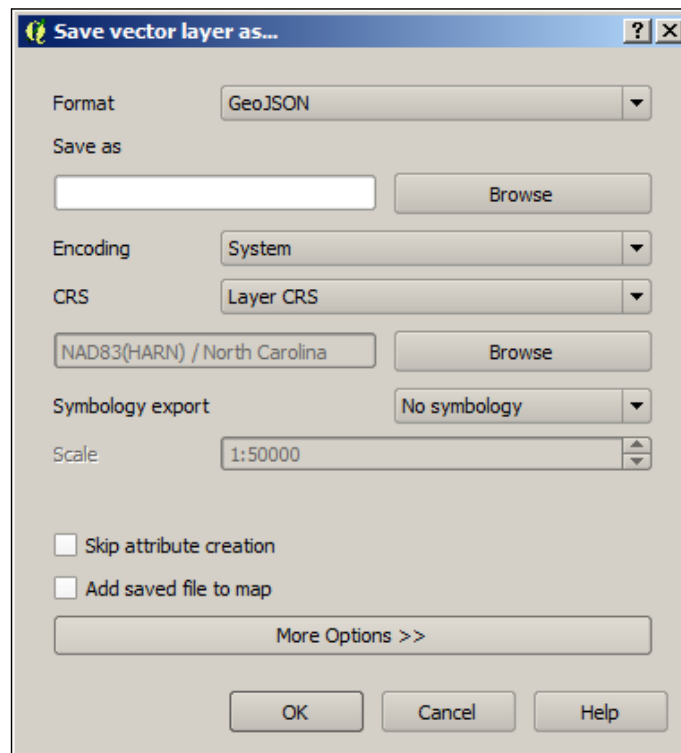 Save vector layer as...
Format GeoJSON
Save as
Browse
Encoding System
CRS Layer CRS
NAD83(HARN) / North Carolina Browse
Symbology export No symbology
Scale 1:50000
Skip attribute creation
Add saved file to map
More Options >>
OK Cancel Help